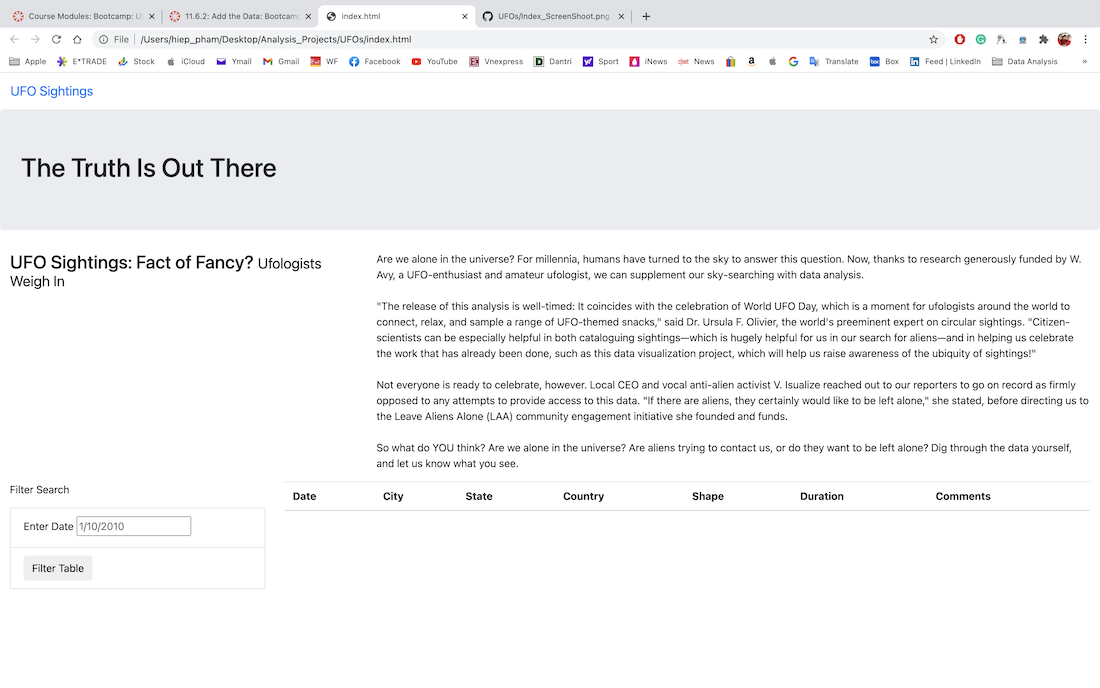 Course Modules: Bootcamp: U
11.6.2: Add the Data: Bootcamp
index.html
UFOs/Index_ScreenShoot.png
File
/Users/hiep_pham/Desktop/Analysis_Projects/UFOs/index.html
Apple E*TRADE Stock iCloud Ymail Gmail WF Facebook YouTube Vnexpress Dantri Sport iNews News Translate Box Feed | LinkedIn Data Analysis »
UFO Sightings
The Truth Is Out There
UFO Sightings: Fact of Fancy? Ufologists
Weigh In
Are we alone in the universe? For millennia, humans have turned to the sky to answer this question. Now, thanks to research generously funded by W.
Avy, a UFO-enthusiast and amateur ufologist, we can supplement our sky-searching with data analysis.
"The release of this analysis is well-timed: It coincides with the celebration of World UFO Day, which is a moment for ufologists around the world to
connect, relax, and sample a range of UFO-themed snacks," said Dr. Ursula F. Olivier, the world's preeminent expert on circular sightings. "Citizen-
scientists can be especially helpful in both cataloguing sightings—which is hugely helpful for us in our search for aliens—and in helping us celebrate
the work that has already been done, such as this data visualization project, which will help us raise awareness of the ubiquity of sightings!"
Not everyone is ready to celebrate, however. Local CEO and vocal anti-alien activist V. Isualize reached out to our reporters to go on record as firmly
opposed to any attempts to provide access to this data. "If there are aliens, they certainly would like to be left alone," she stated, before directing us to
the Leave Aliens Alone (LAA) community engagement initiative she founded and funds.
So what do YOU think? Are we alone in the universe? Are aliens trying to contact us, or do they want to be left alone? Dig through the data yourself,
and let us know what you see.
Filter Search
Enter Date 1/10/2010
Filter Table
Date City State Country Shape Duration Comments